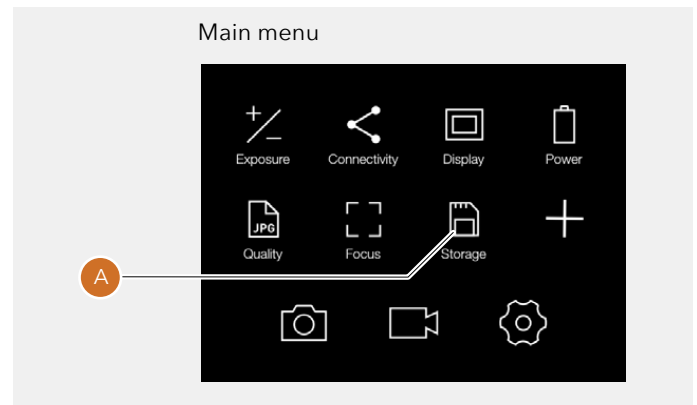 Main menu
Exposure Connectivity Display Power
JPG
Quality Focus Storage
A